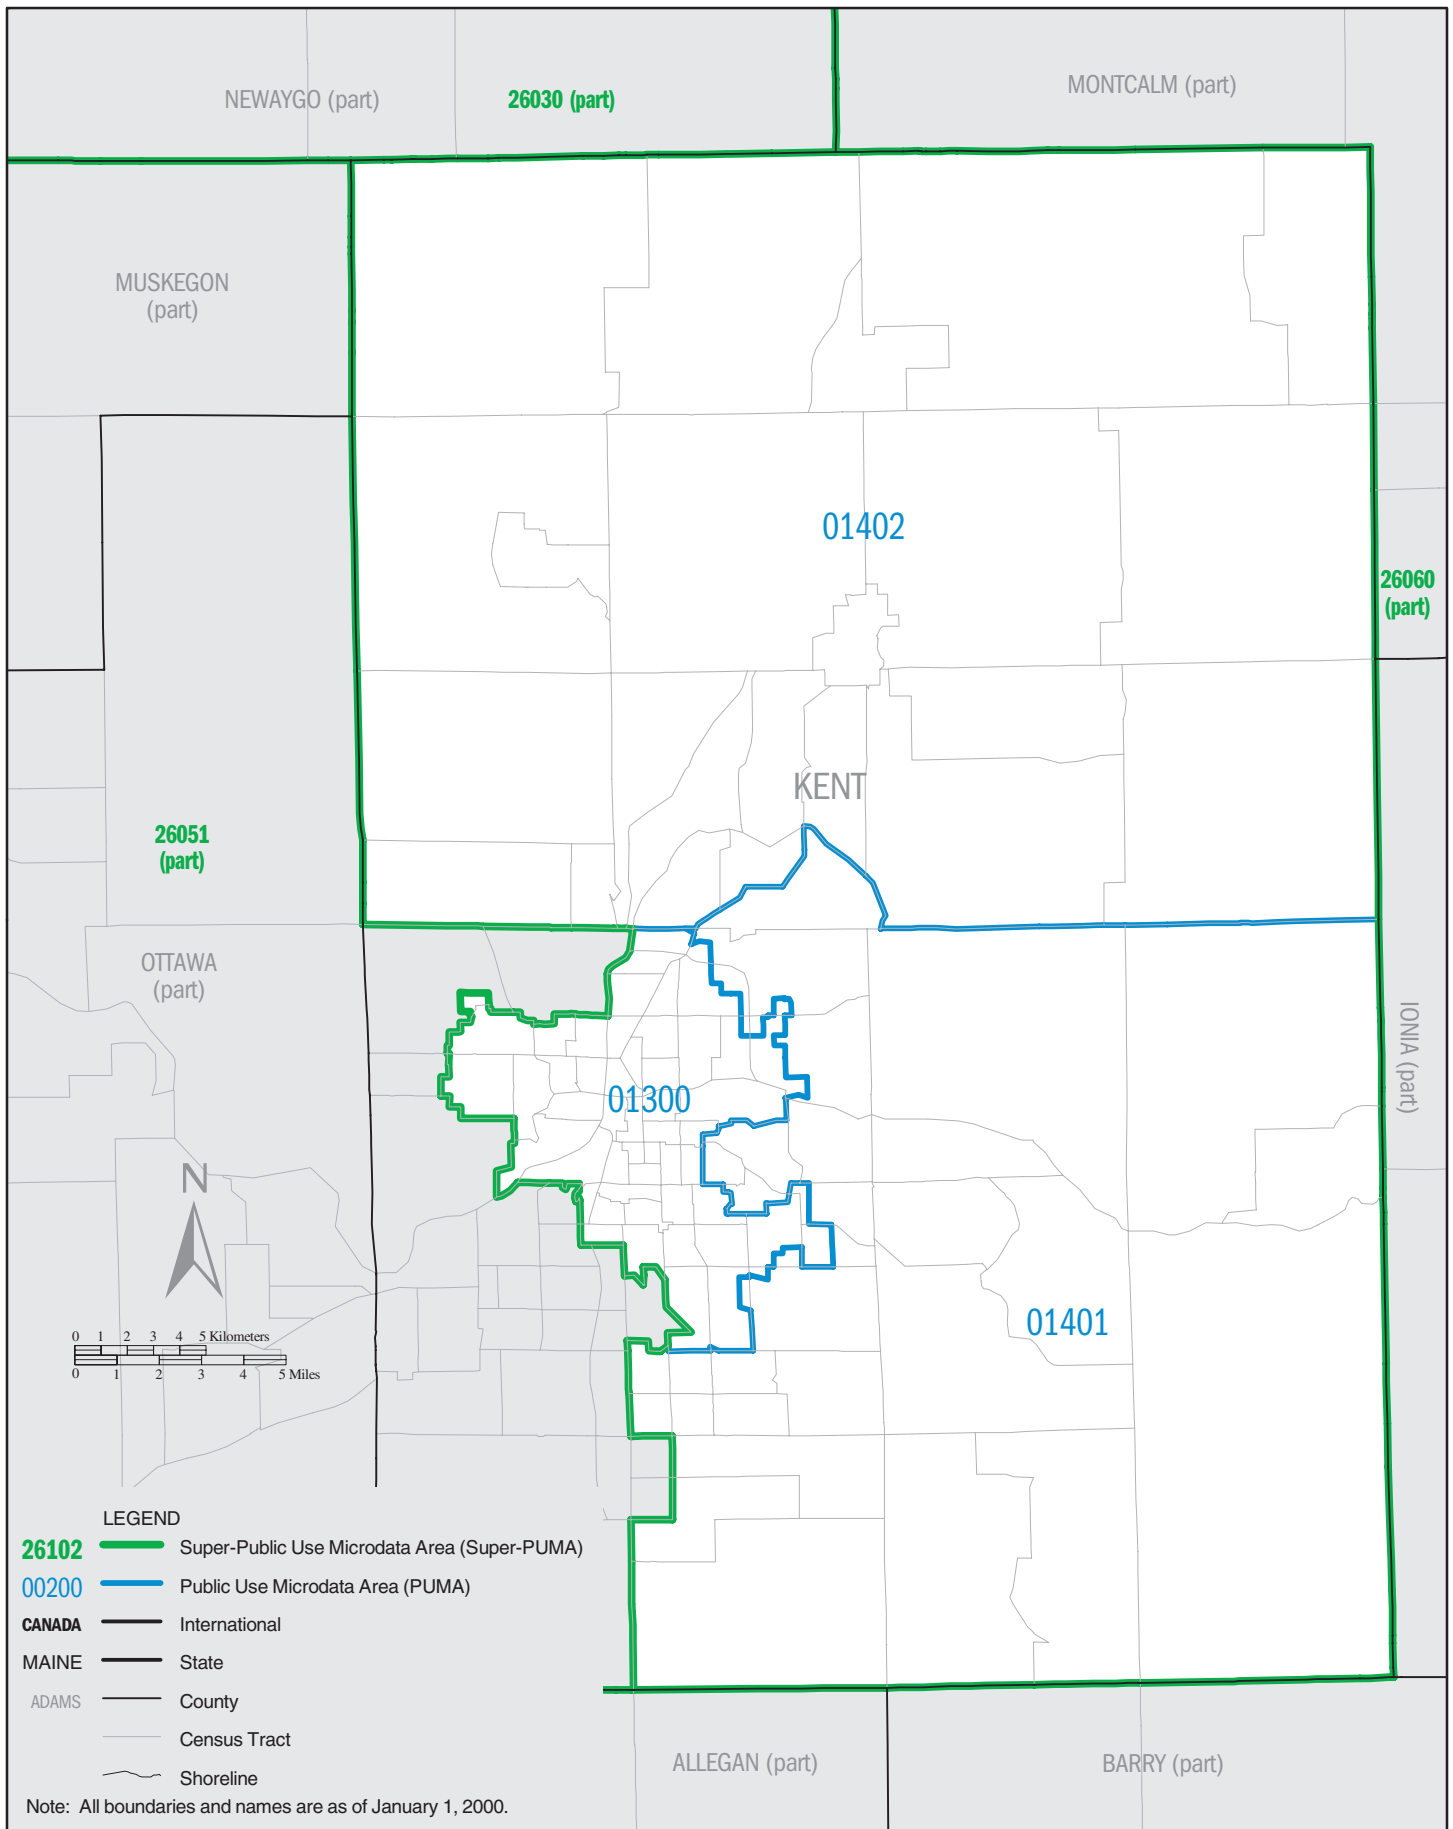 NEWAYGO (part)
26030 (part)
MONTCALM (part)
MUSKEGON
(part)
01402
26060
(part)
KENT
26051
(part)
OTTAWA
(part)
IONIA (part)
01300
N
01401
0 1 2 3 4 5 Kilometers
0 1 2 3 4 5 Miles
LEGEND
26102 Super-Public Use Microdata Area (Super-PUMA)
00200 Public Use Microdata Area (PUMA)
CANADA International
MAINE State
ADAMS County
Census Tract
Shoreline
ALLEGAN (part)
BARRY (part)
Note: All boundaries and names are as of January 1, 2000.